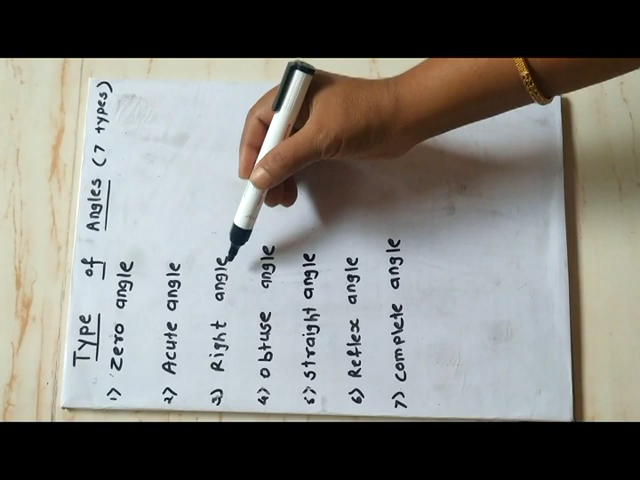 Type of Angles (7 types)
1) Zero angle
2) Acute angle
3) Right angle
4) Obtuse angle
5) Straight angle
6) Reflex angle
7) Complete angle